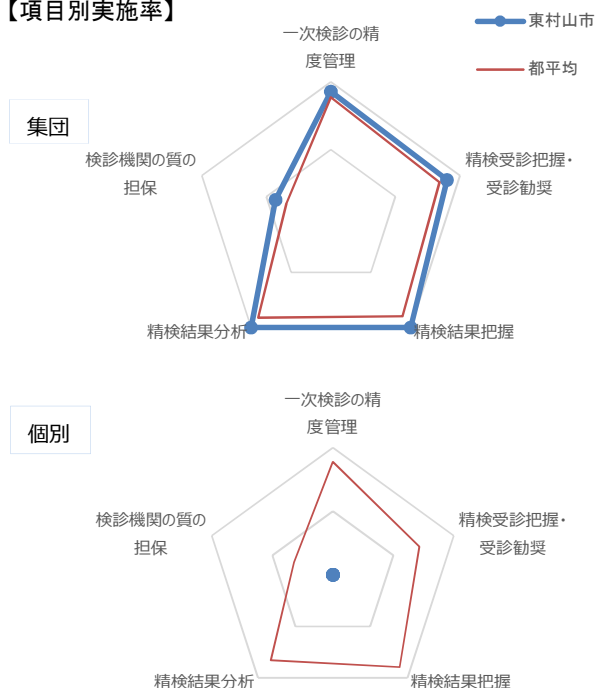 【項目別実施率】
東村山市
都平均
集団
一次検診の精
度管理
精検受診把握・
受診勧奨
精検結果把握
精検結果分析
検診機関の質の
担保
個別
一次検診の精
度管理
精検受診把握・
受診勧奨
精検結果把握
精検結果分析
検診機関の質の
担保